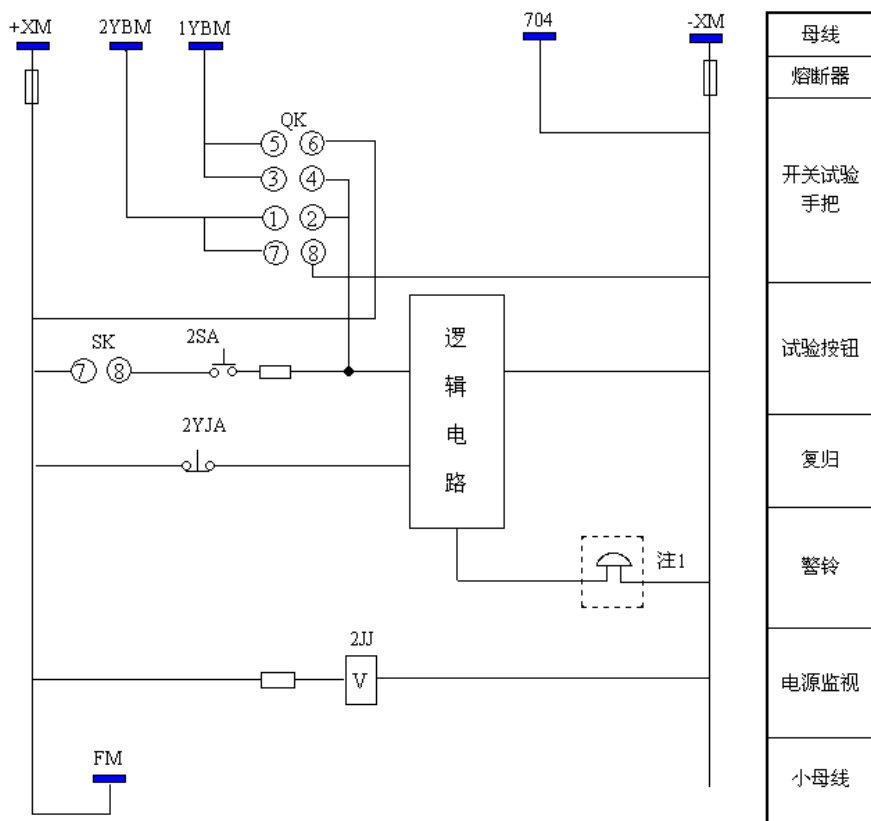 +XM
2YBM
1YBM
704
-XM
母线
熔断器
QK
5
6
3
4
1
2
7
8
开关试验
手把
SK
7
8
2SA
逻
辑
电
路
试验按钮
2YJA
复归
注1
警铃
2JJ
V
电源监视
FM
小母线